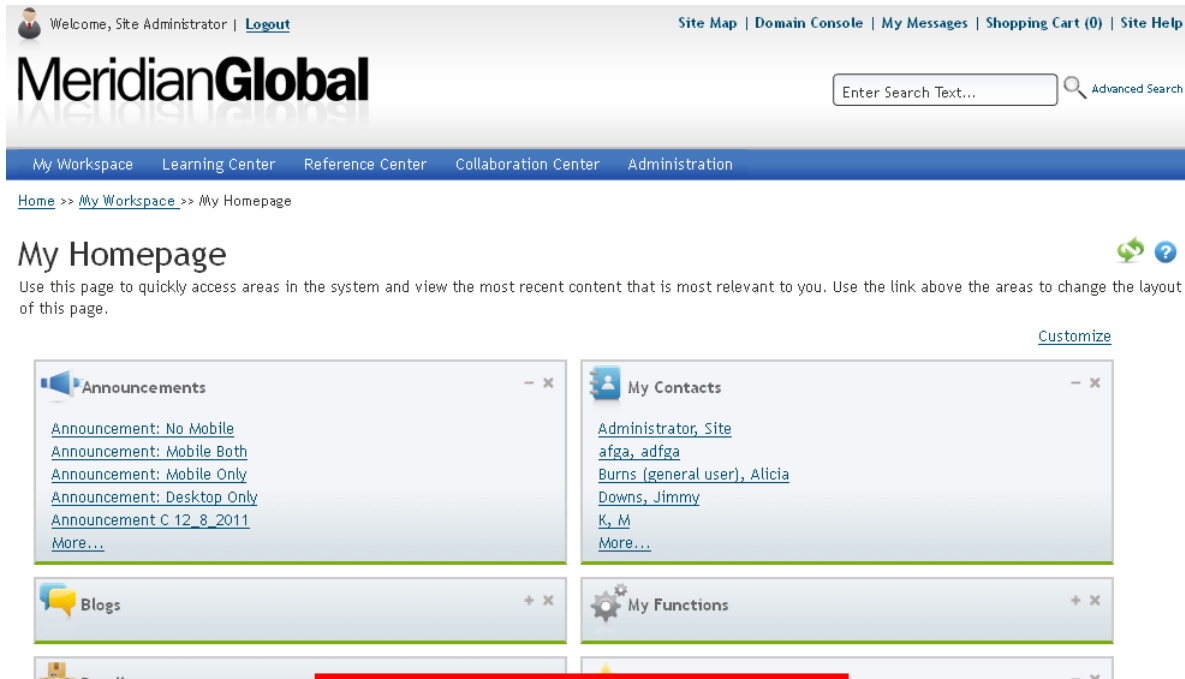 Welcome, Site Administrator | Logout
Site Map | Domain Console | My Messages | Shopping Cart (0) | Site Help
MeridianGlobal
Enter Search Text...
Advanced Search
My Workspace Learning Center Reference Center Collaboration Center Administration
Home >> My Workspace >> My Homepage
My Homepage
Use this page to quickly access areas in the system and view the most recent content that is most relevant to you. Use the link above the areas to change the layout
of this page.
Customize
Announcements
Announcement: No Mobile
Announcement: Mobile Both
Announcement: Mobile Only
Announcement: Desktop Only
Announcement C 12_8_2011
More...
My Contacts
Administrator, Site
afga, adfga
Burns (general user), Alicia
Downs, Jimmy
K, M
More...
Blogs
My Functions